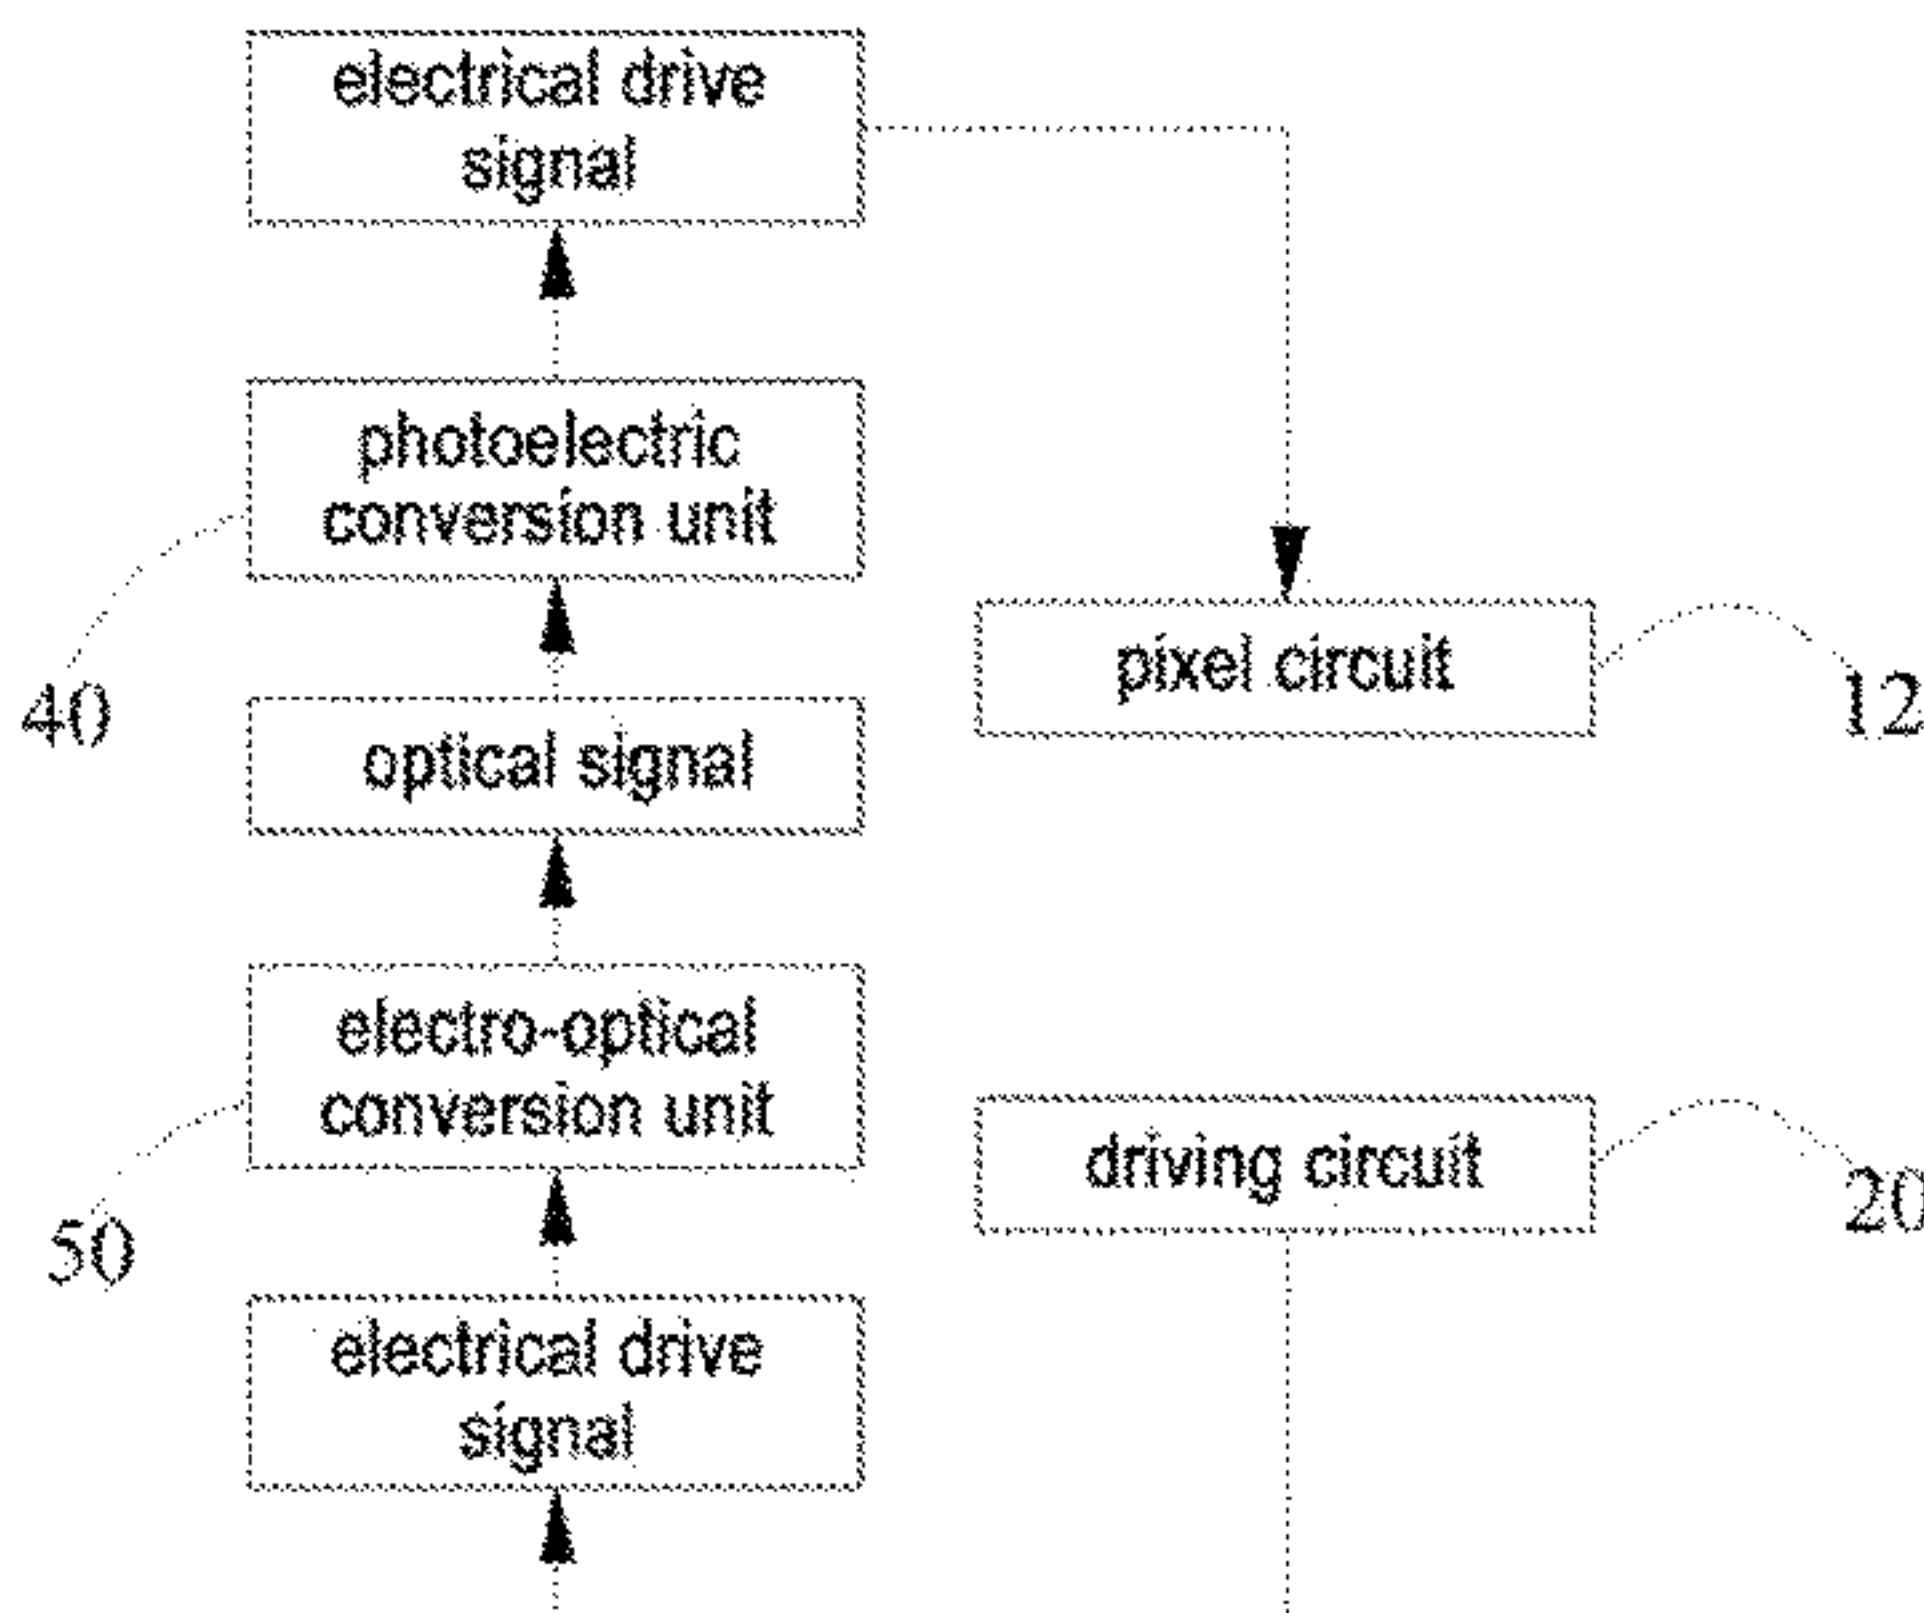 electrical drive
signal
photoelectric
conversion unit
40
pixel circuit
12
optical signal
electro-optical
conversion unit
50
driving circuit
20
electrical drive
signal